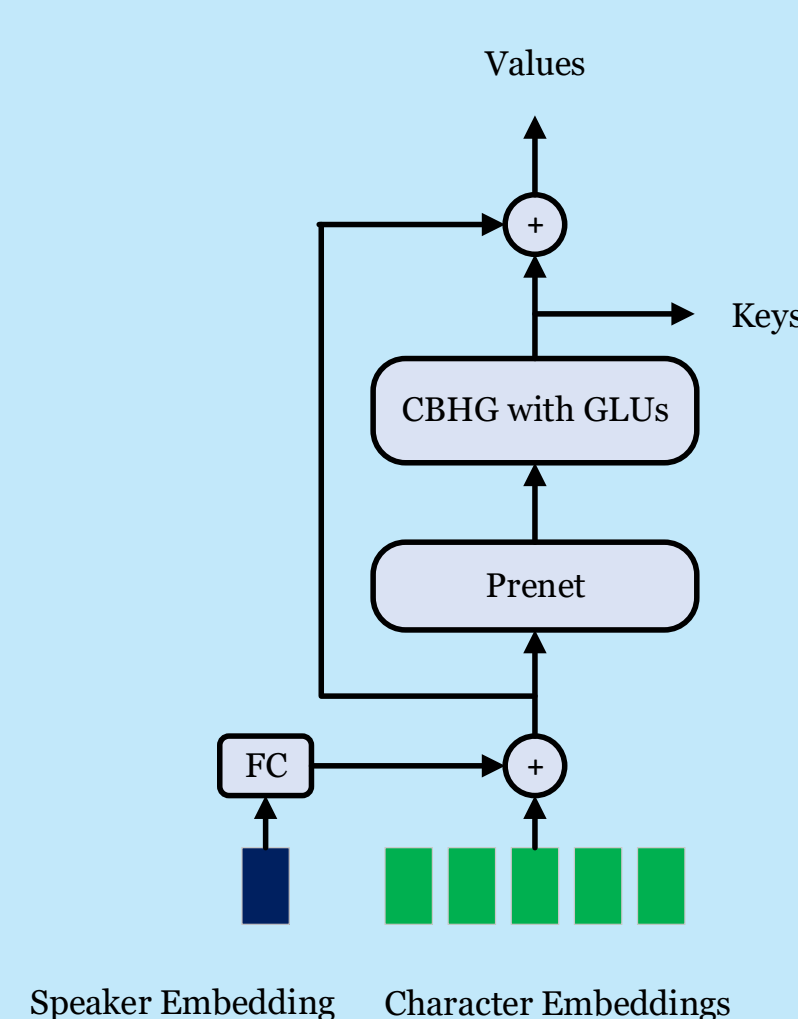 Values
+
Keys
CBHG with GLUs
Prenet
FC
+
Speaker Embedding
Character Embeddings